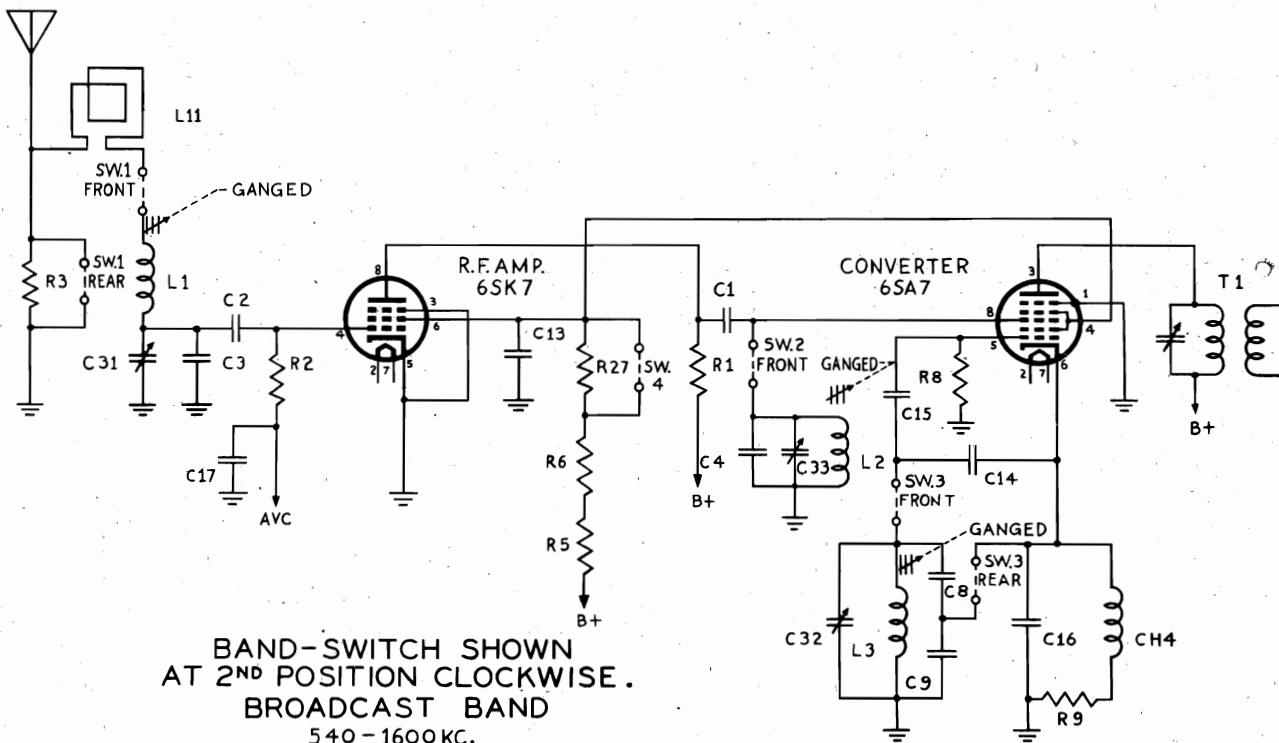 L11
SW.1
FRONT
GANGED
R3
SW.1
REAR
L1
C2
C31
C3
R2
C17
AVC
R.F. AMP.
6SK7
8
3
6
4
2
7
5
C13
R27
SW.
4
R6
R5
B+
C1
R1
B+
SW.2
FRONT
C4
C33
L2
GANGED
CONVERTER
6SA7
3
1
8
4
5
2
7
6
R8
C15
C14
SW.3
FRONT
GANGED
SW.3
REAR
C8
C32
L3
C9
C16
CH4
R9
T1
B+
BAND-SWITCH SHOWN
AT 2ND POSITION CLOCKWISE.
BROADCAST BAND
540-1600KC.